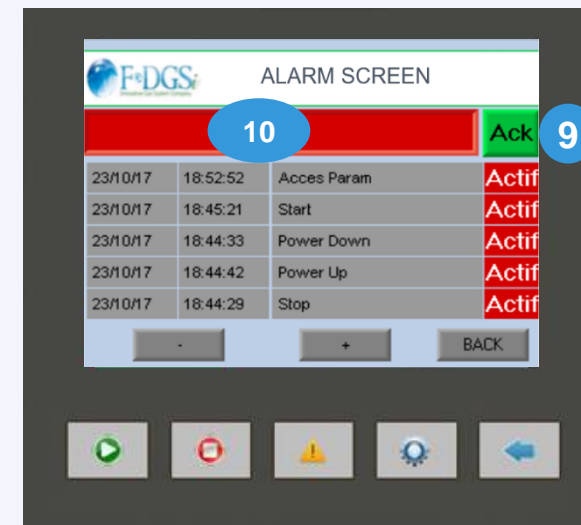 F•DGSi ALARM SCREEN
10 Ack 9
23/10/17 18:52:52 Acces Param Actif
23/10/17 18:45:21 Start Actif
23/10/17 18:44:33 Power Down Actif
23/10/17 18:44:42 Power Up Actif
23/10/17 18:44:29 Stop Actif
- + BACK